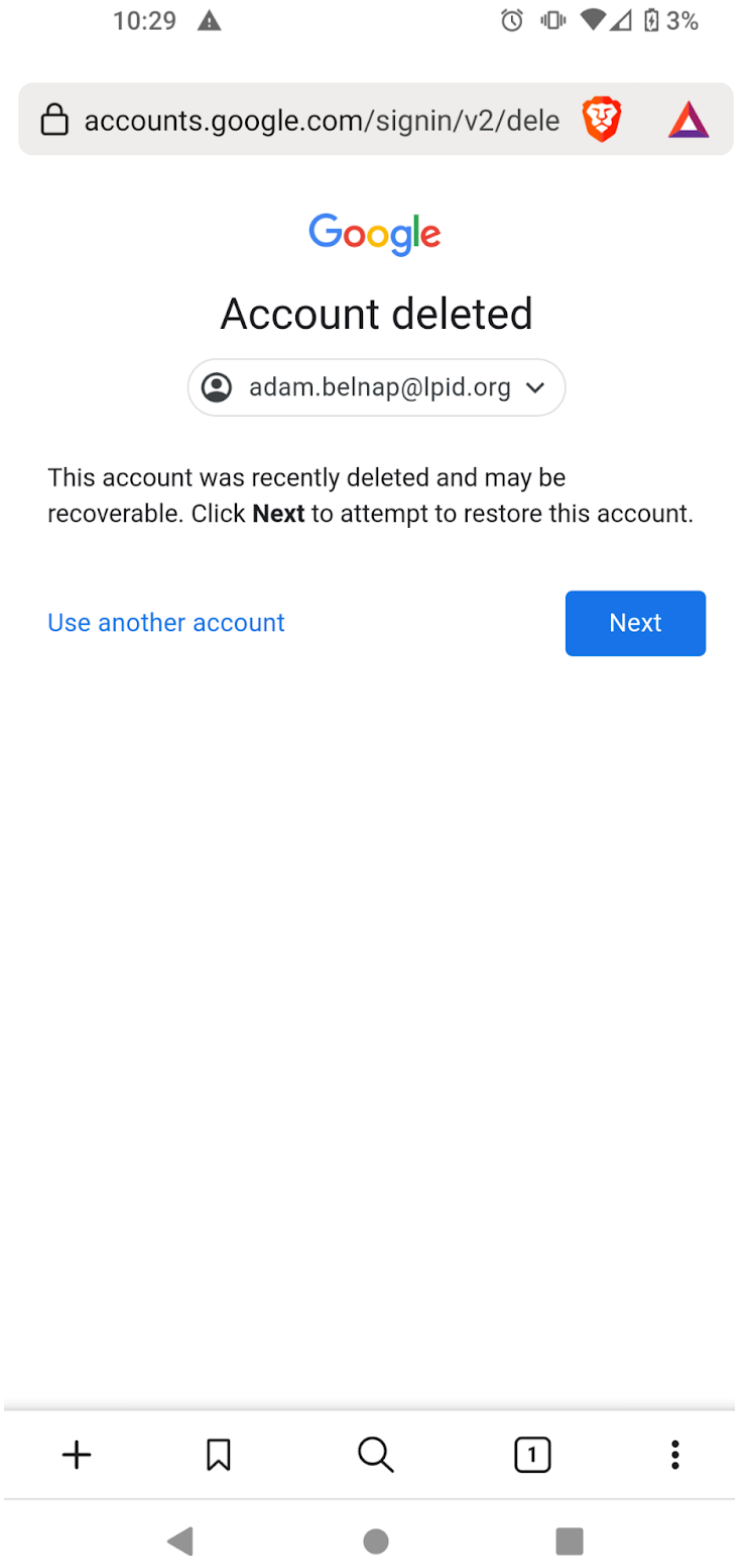 10:29 3%
accounts.google.com/signin/v2/dele
Google
Account deleted
adam.belnap@lpid.org
This account was recently deleted and may be
recoverable. Click Next to attempt to restore this account.
Use another account Next
1